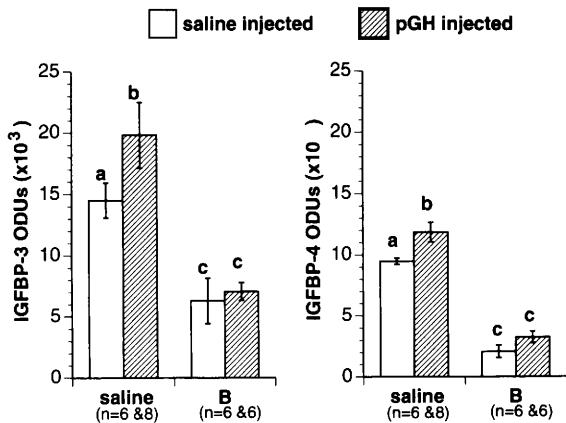 saline injected
pGH injected
IGFBP-3 ODUs (x10³)
25
20
15
10
5
0
a
b
c
c
saline
(n=6 &8)
B
(n=6 &6)
IGFBP-4 ODUs (x10
25
20
15
10
5
0
a
b
c
c
saline
(n=6 &8)
B
(n=6 &6)